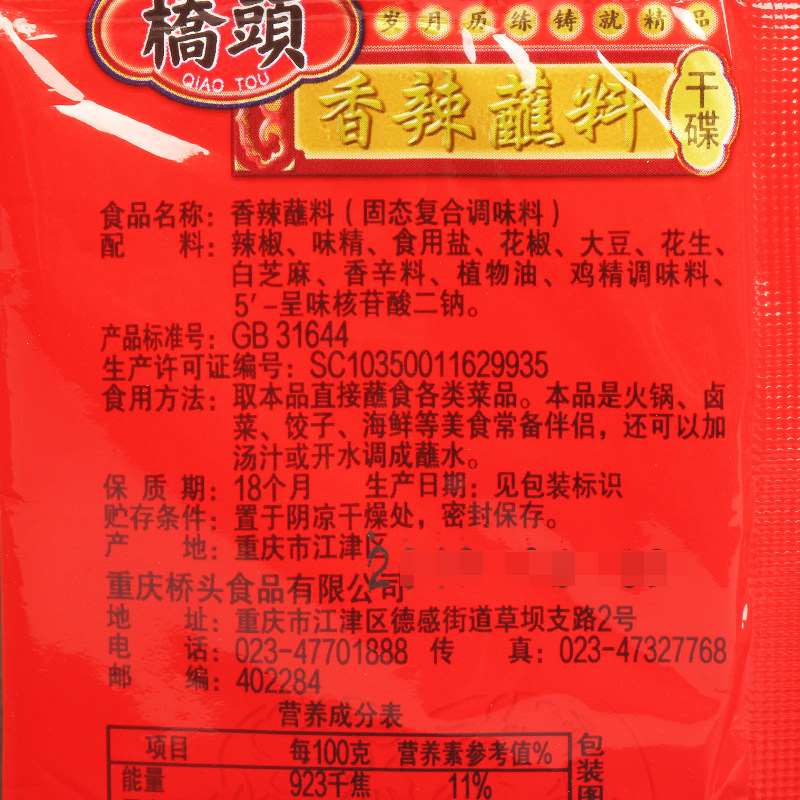 橋頭
QIAO TOU
岁月历练铸就精品
香辣蘸料
干碟
食品名称：香辣蘸料（固态复合调味料）
配 料：辣椒、味精、食用盐、花椒、大豆、花生、
白芝麻、香辛料、植物油、鸡精调味料、
5′-呈味核苷酸二钠。
产品标准号：GB 31644
生产许可证编号：SC10350011629935
食用方法：取本品直接蘸食各类菜品。本品是火锅、卤
菜、饺子、海鲜等美食常备伴侣，还可以加
汤汁或开水调成蘸水。
保 质 期：18个月 生产日期：见包装标识
贮存条件：置于阴凉干燥处，密封保存。
产 地：重庆市江津区
重庆桥头食品有限公司
地 址：重庆市江津区德感街道草坝支路2号
电 话：023-47701888 传 真：023-47327768
邮 编：402284
营养成分表
项目 每100克 营养素参考值%
能量 923千焦 11%
包装图